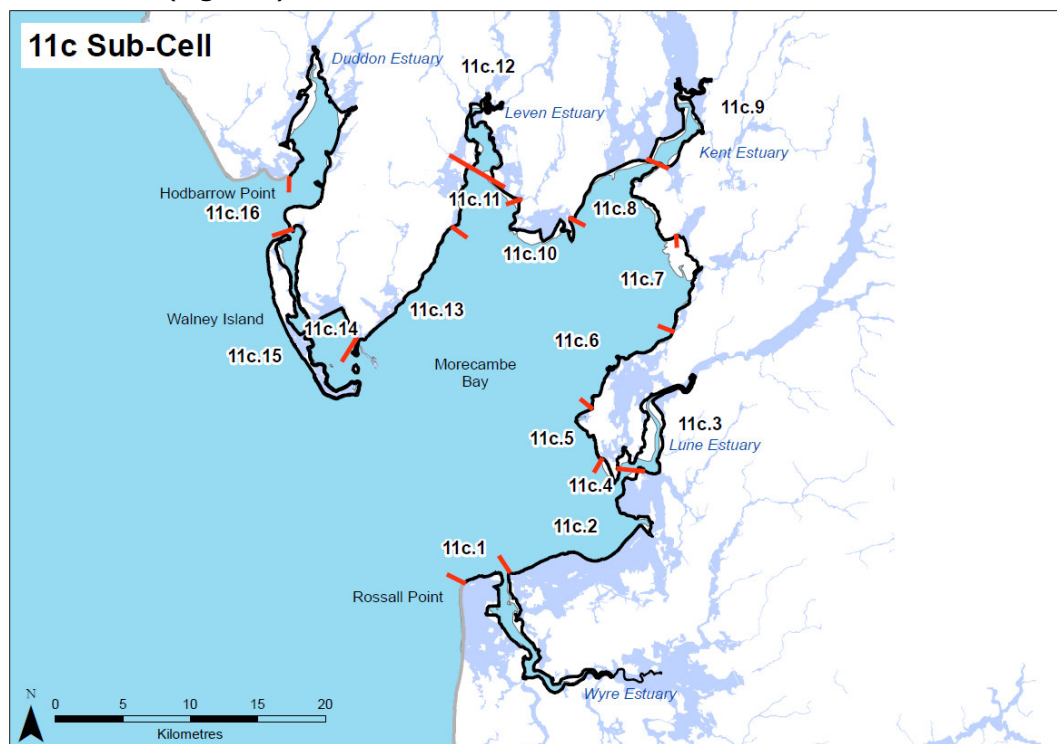 11c Sub-Cell
Duddon Estuary
11c.12
Leven Estuary
11c.9
Kent Estuary
Hodbarrow Point
11c.16
11c.11
11c.8
11c.10
11c.7
11c.13
Walney Island
11c.14
11c.15
11c.6
Morecambe
Bay
11c.3
Lune Estuary
11c.5
11c.4
11c.2
11c.1
Rossall Point
Wyre Estuary
N
0 5 10 15 20
Kilometres